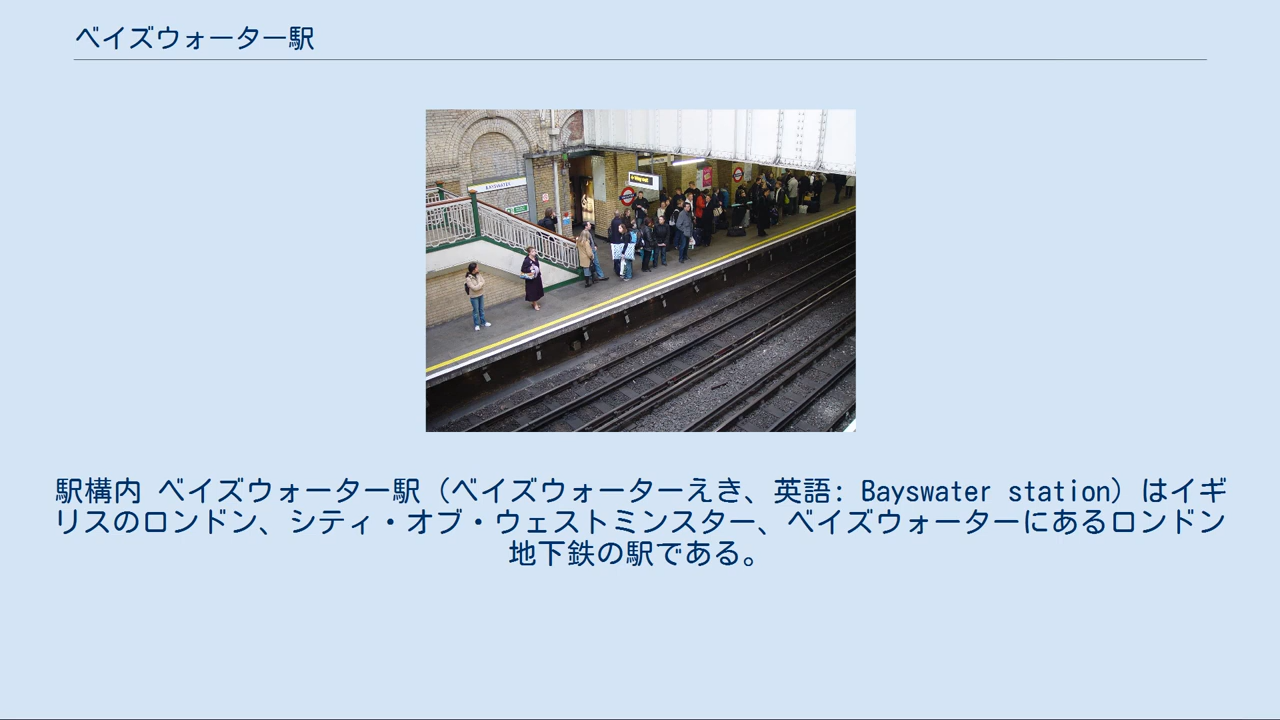 ベイズウォーター駅
BAYSWATER
Way out
駅構内 ベイズウォーター駅（ベイズウォーターえき、英語: Bayswater station）はイギ
リスのロンドン、シティ・オブ・ウェストミンスター、ベイズウォーターにあるロンドン
地下鉄の駅である。